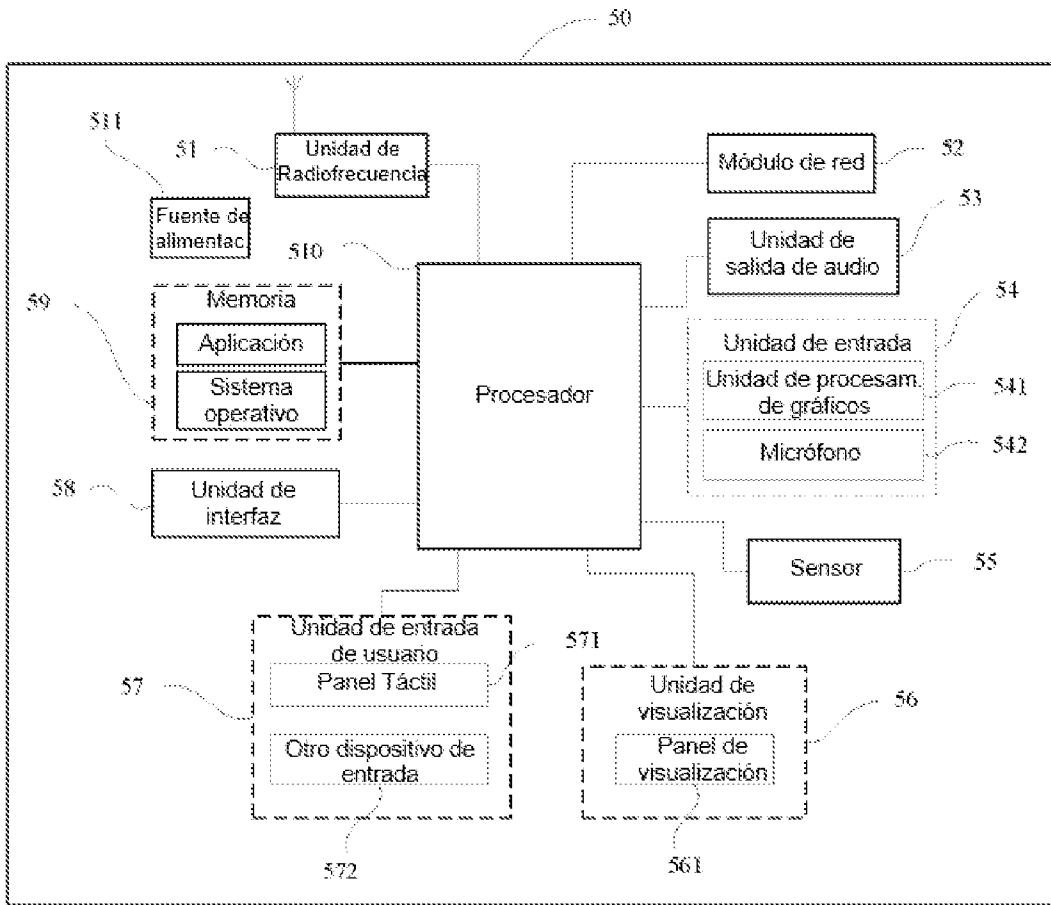 50
511
51
Unidad de
Radiofrecuencia
Módulo de red
52
Fuente de
alimentac.
510
Unidad de
salida de audio
53
59
Memoria
Aplicación
Sistema
operativo
Procesador
54
Unidad de entrada
Unidad de procesam.
de gráficos
541
Micrófono
542
58
Unidad de
interfaz
Sensor
55
57
Unidad de entrada
de usuario
571
Panel Táctil
Otro dispositivo de
entrada
572
Unidad de
visualización
56
Panel de
visualización
561